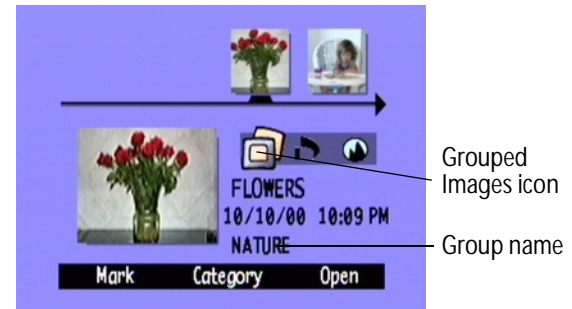 Grouped
Images icon
FLOWERS
10/10/00 10:09 PM
Group name
NATURE
Mark Category Open